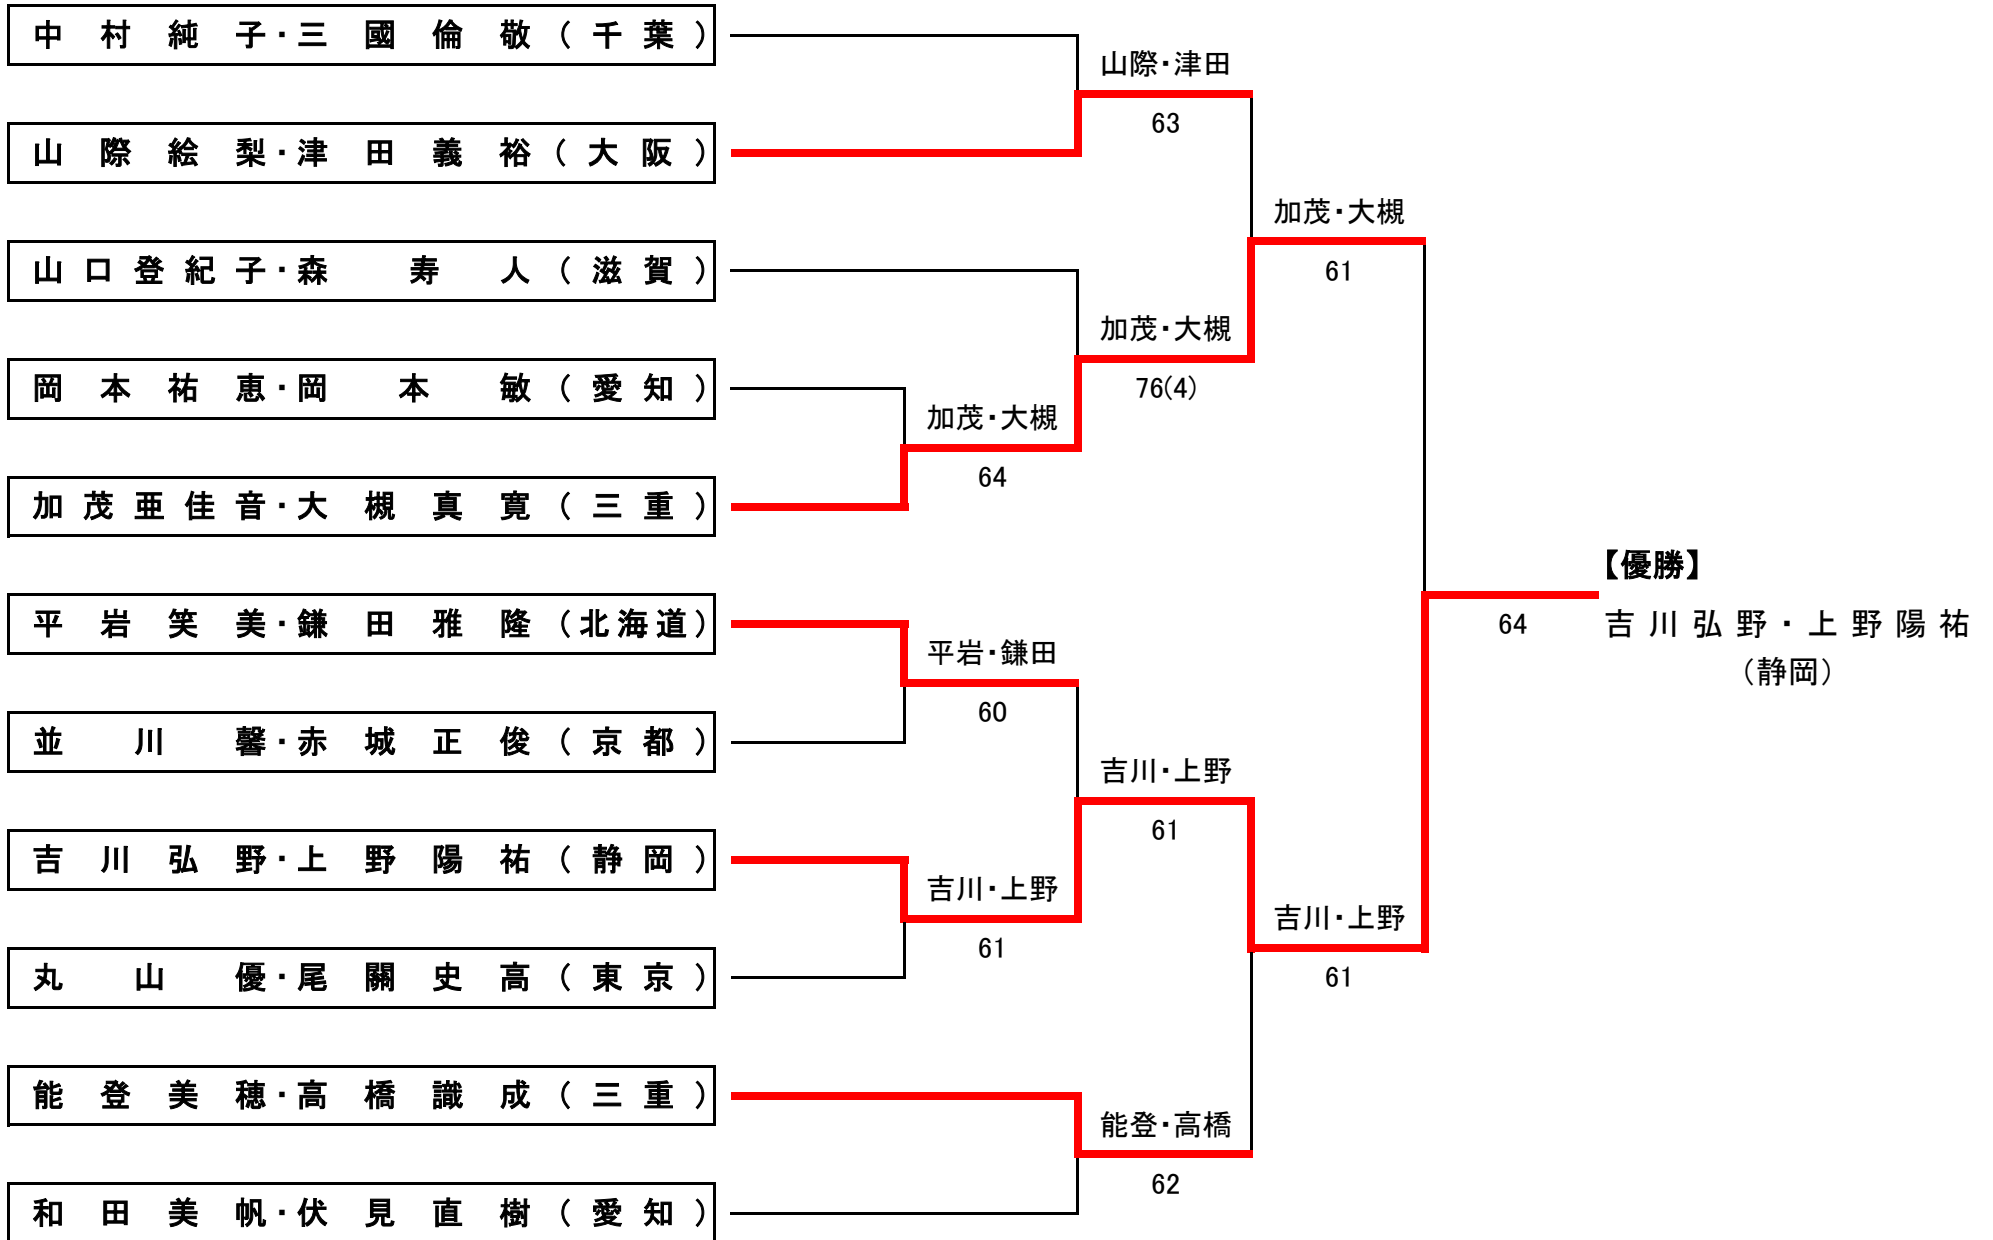 中村純子・三國倫敬(千葉)
山際・津田
63
山際絵梨・津田義裕(大阪)
加茂・大槻
61
山口登紀子・森寿人(滋賀)
加茂・大槻
76(4)
岡本祐恵・岡本敏(愛知)
加茂・大槻
64
加茂亜佳音・大槻真寛(三重)
【優勝】
64
吉川弘野・上野陽祐
(静岡)
平岩笑美・鎌田雅隆(北海道)
平岩・鎌田
60
並川馨・赤城正俊(京都)
吉川・上野
61
吉川弘野・上野陽祐(静岡)
吉川・上野
61
吉川・上野
61
丸山優・尾關史高(東京)
能登美穂・高橋識成(三重)
能登・高橋
62
和田美帆・伏見直樹(愛知)